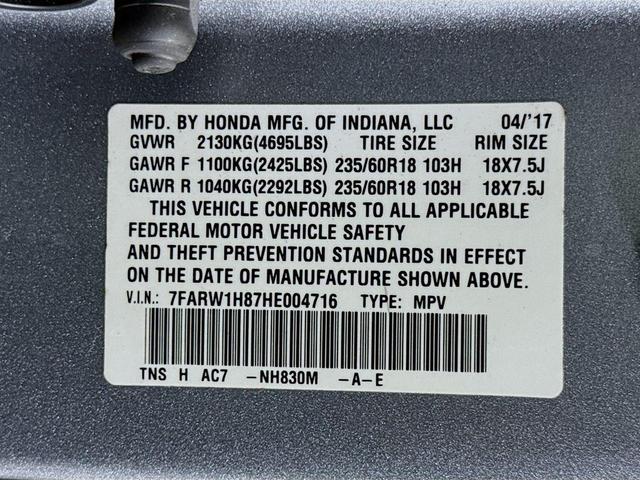 MFD. BY HONDA MFG. OF INDIANA, LLC 04/'17
GVWR 2130KG(4695LBS) TIRE SIZE RIM SIZE
GAWR F 1100KG(2425LBS) 235/60R18 103H 18X7.5J
GAWR R 1040KG(2292LBS) 235/60R18 103H 18X7.5J
THIS VEHICLE CONFORMS TO ALL APPLICABLE
FEDERAL MOTOR VEHICLE SAFETY
AND THEFT PREVENTION STANDARDS IN EFFECT
ON THE DATE OF MANUFACTURE SHOWN ABOVE.
V.I.N.: 7FARW1H87HE004716 TYPE: MPV
TNS H AC7 -NH830M -A-E